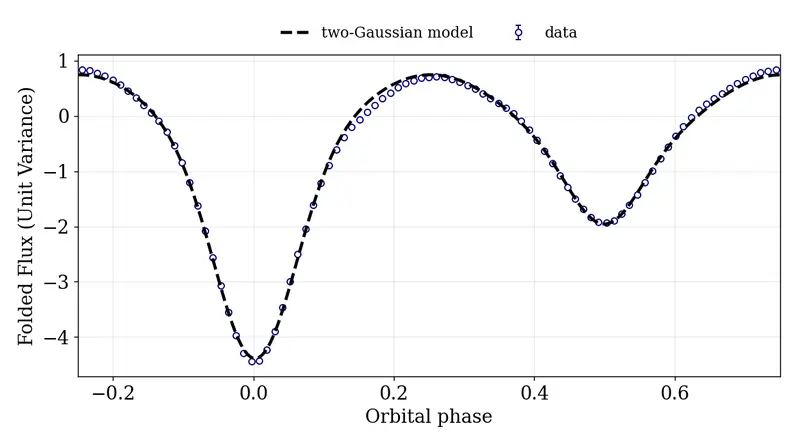 two-Gaussian model
data
Folded Flux (Unit Variance)
1
0
−1
−2
−3
−4
−0.2
0.0
0.2
0.4
0.6
Orbital phase